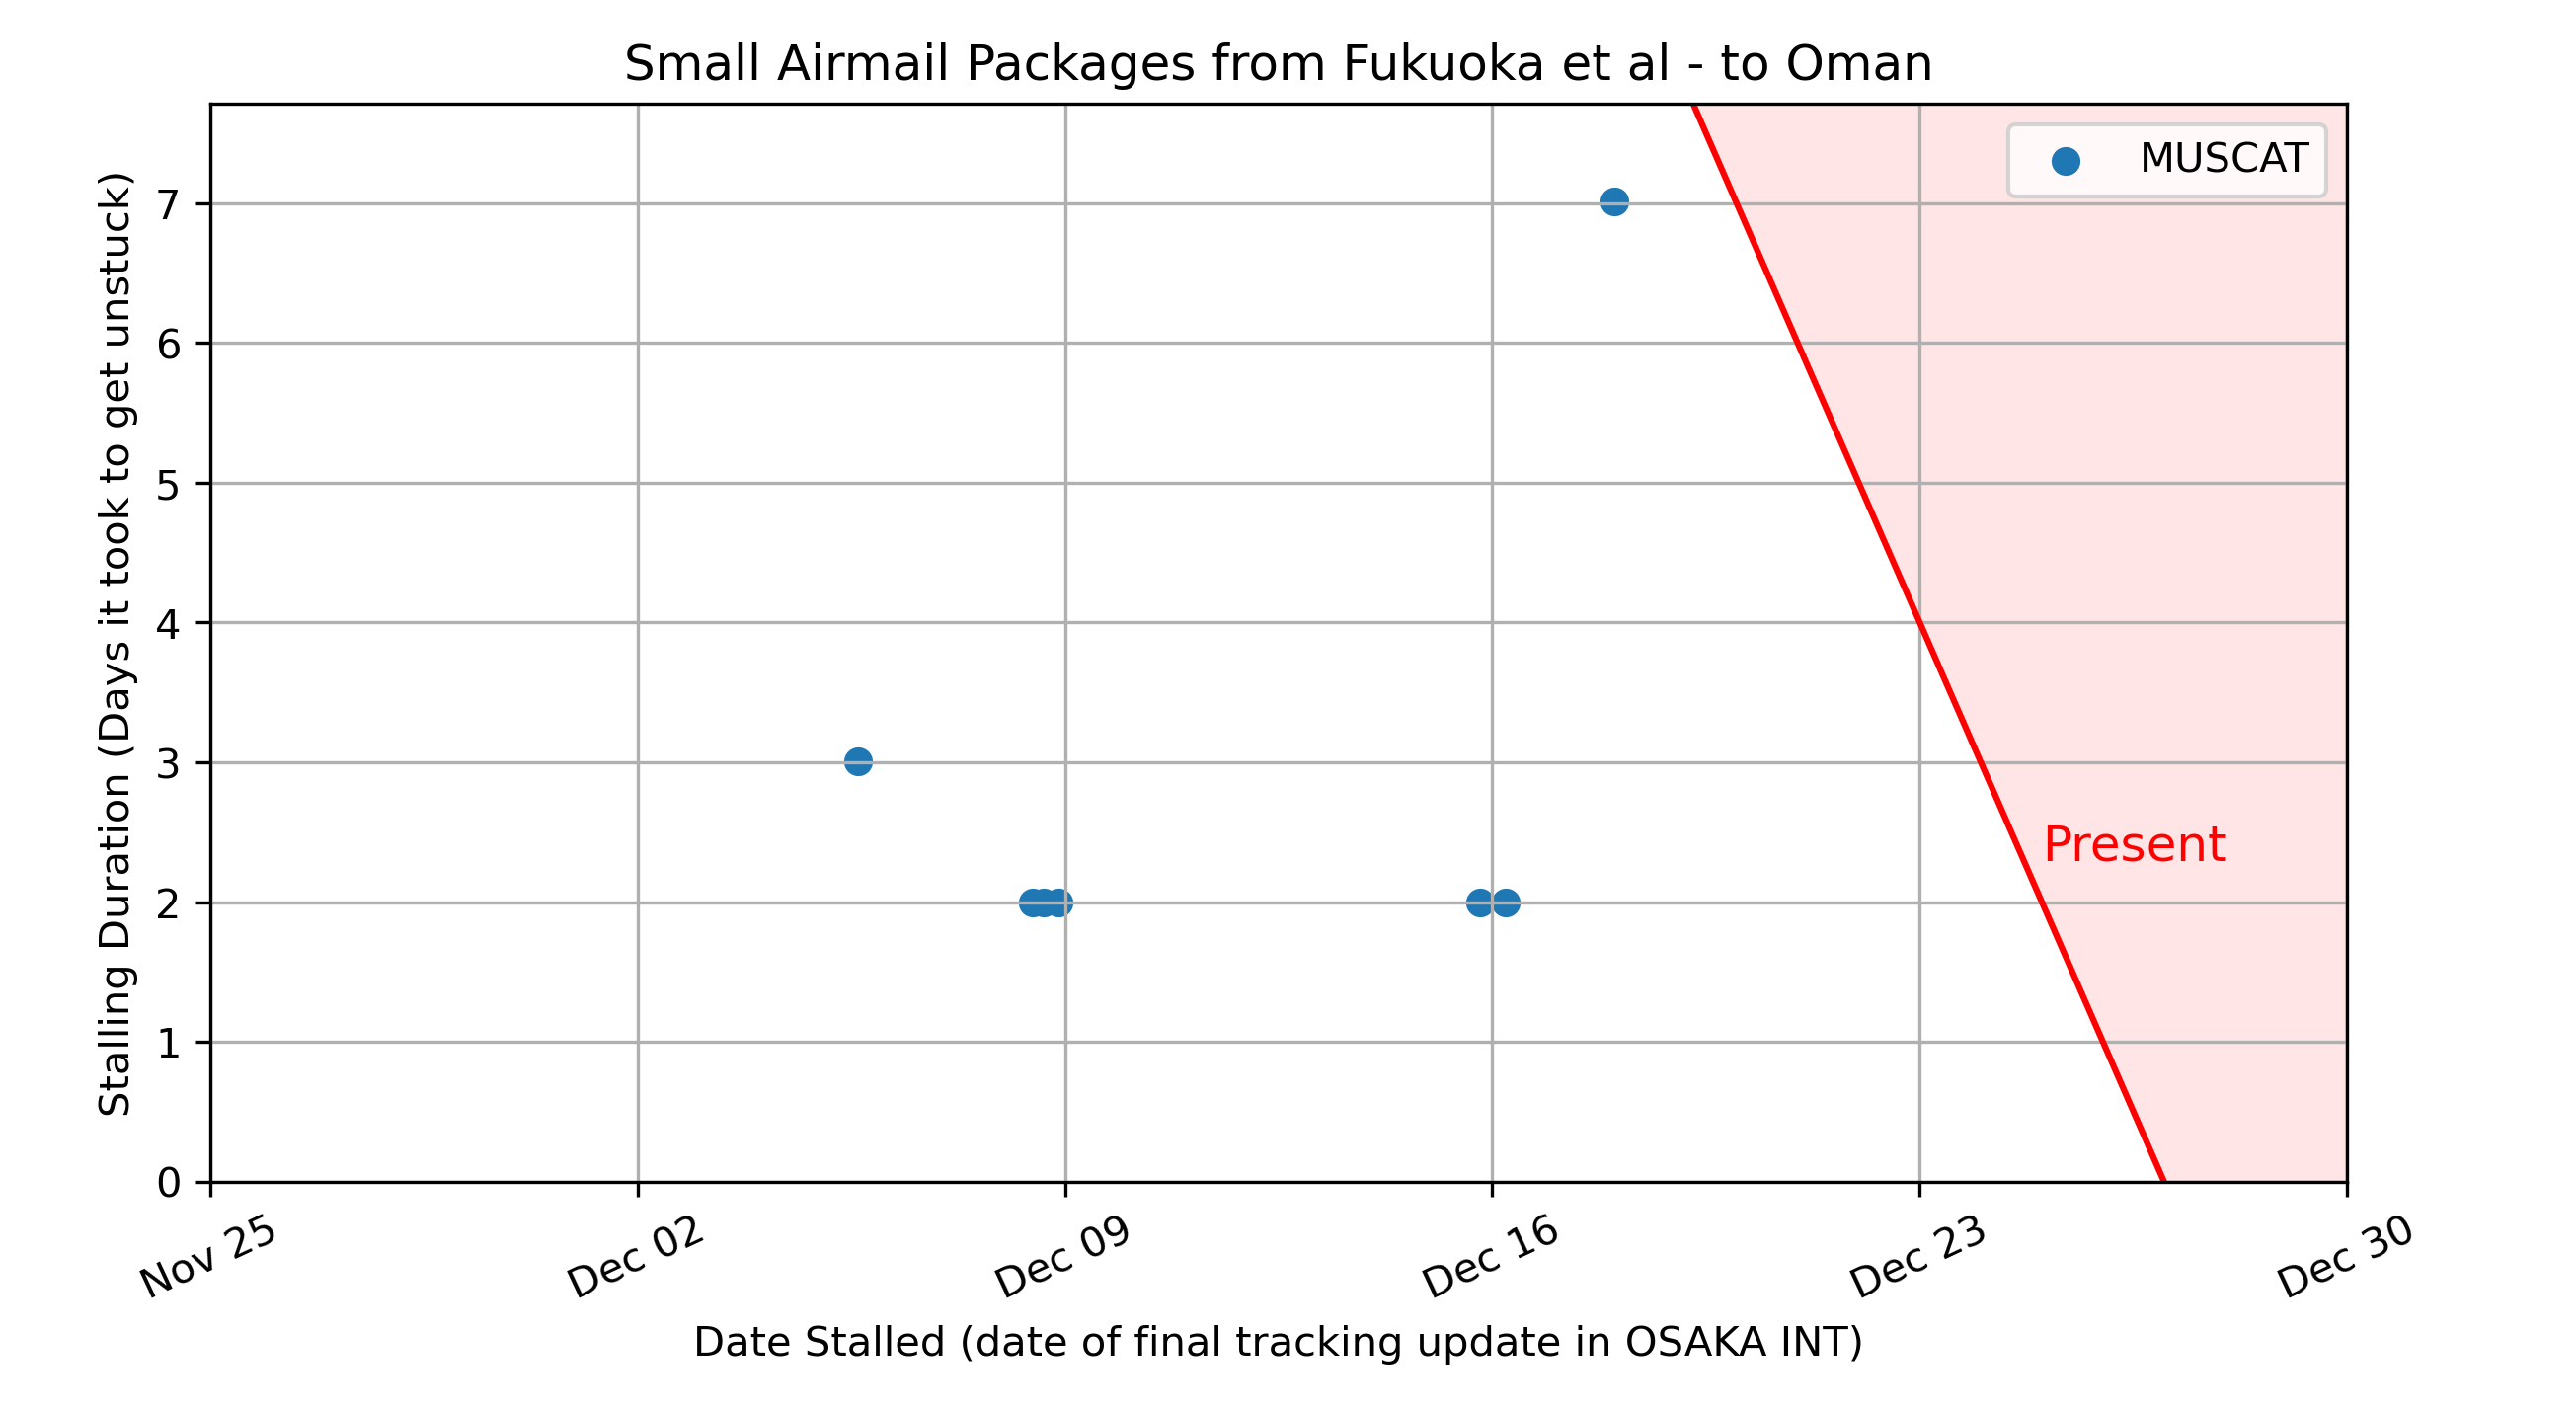 Small Airmail Packages from Fukuoka et al - to Oman
MUSCAT
Stalling Duration (Days it took to get unstuck)
7
6
5
4
3
2
1
0
Present
Nov 25
Dec 02
Dec 09
Dec 16
Dec 23
Dec 30
Date Stalled (date of final tracking update in OSAKA INT)